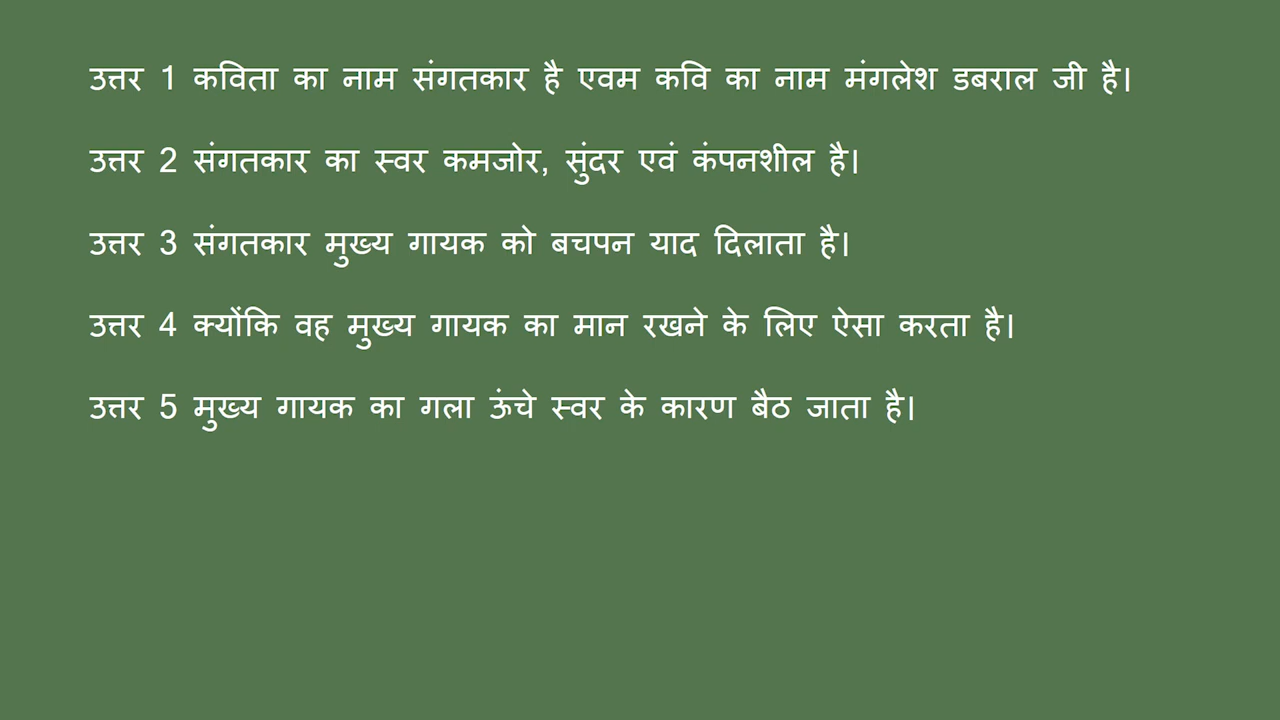 उत्तर 1 कविता का नाम संगतकार है एवम कवि का नाम मंगलेश डबराल जी है।
उत्तर 2 संगतकार का स्वर कमजोर, सुंदर एवं कंपनशील है।
उत्तर 3 संगतकार मुख्य गायक को बचपन याद दिलाता है।
उत्तर 4 क्योंकि वह मुख्य गायक का मान रखने के लिए ऐसा करता है।
उत्तर 5 मुख्य गायक का गला ऊंचे स्वर के कारण बैठ जाता है।